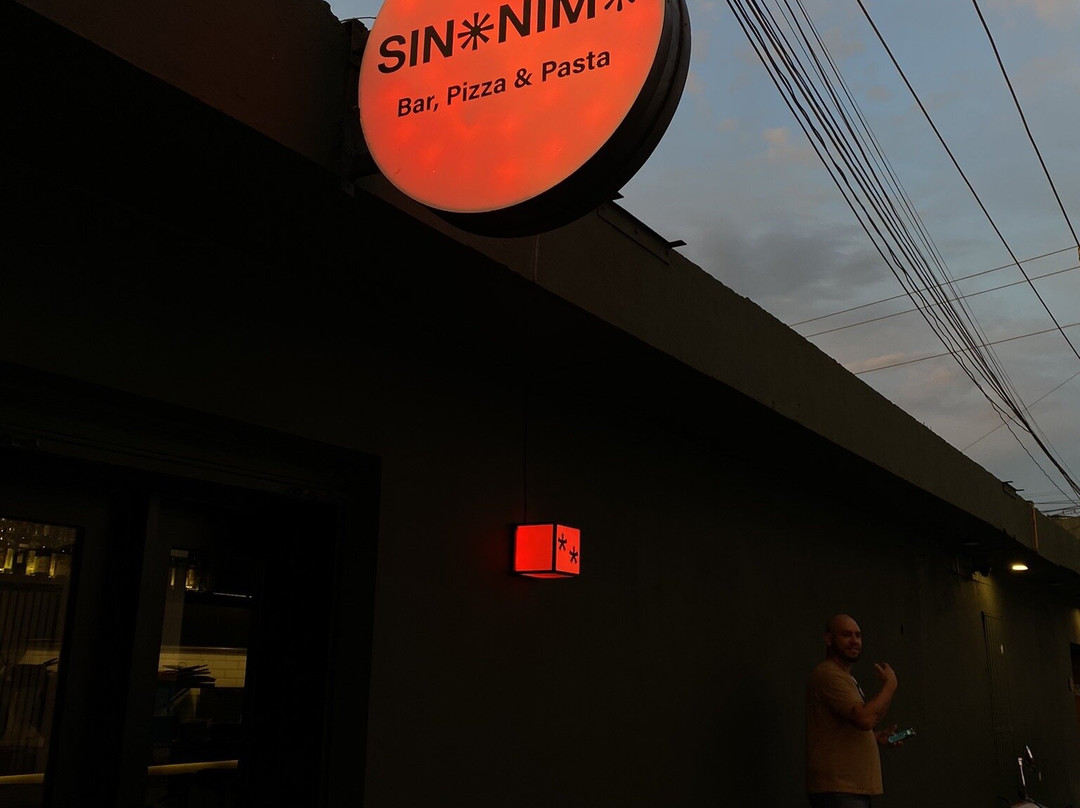 SIN*NIM*
Bar, Pizza & Pasta
**